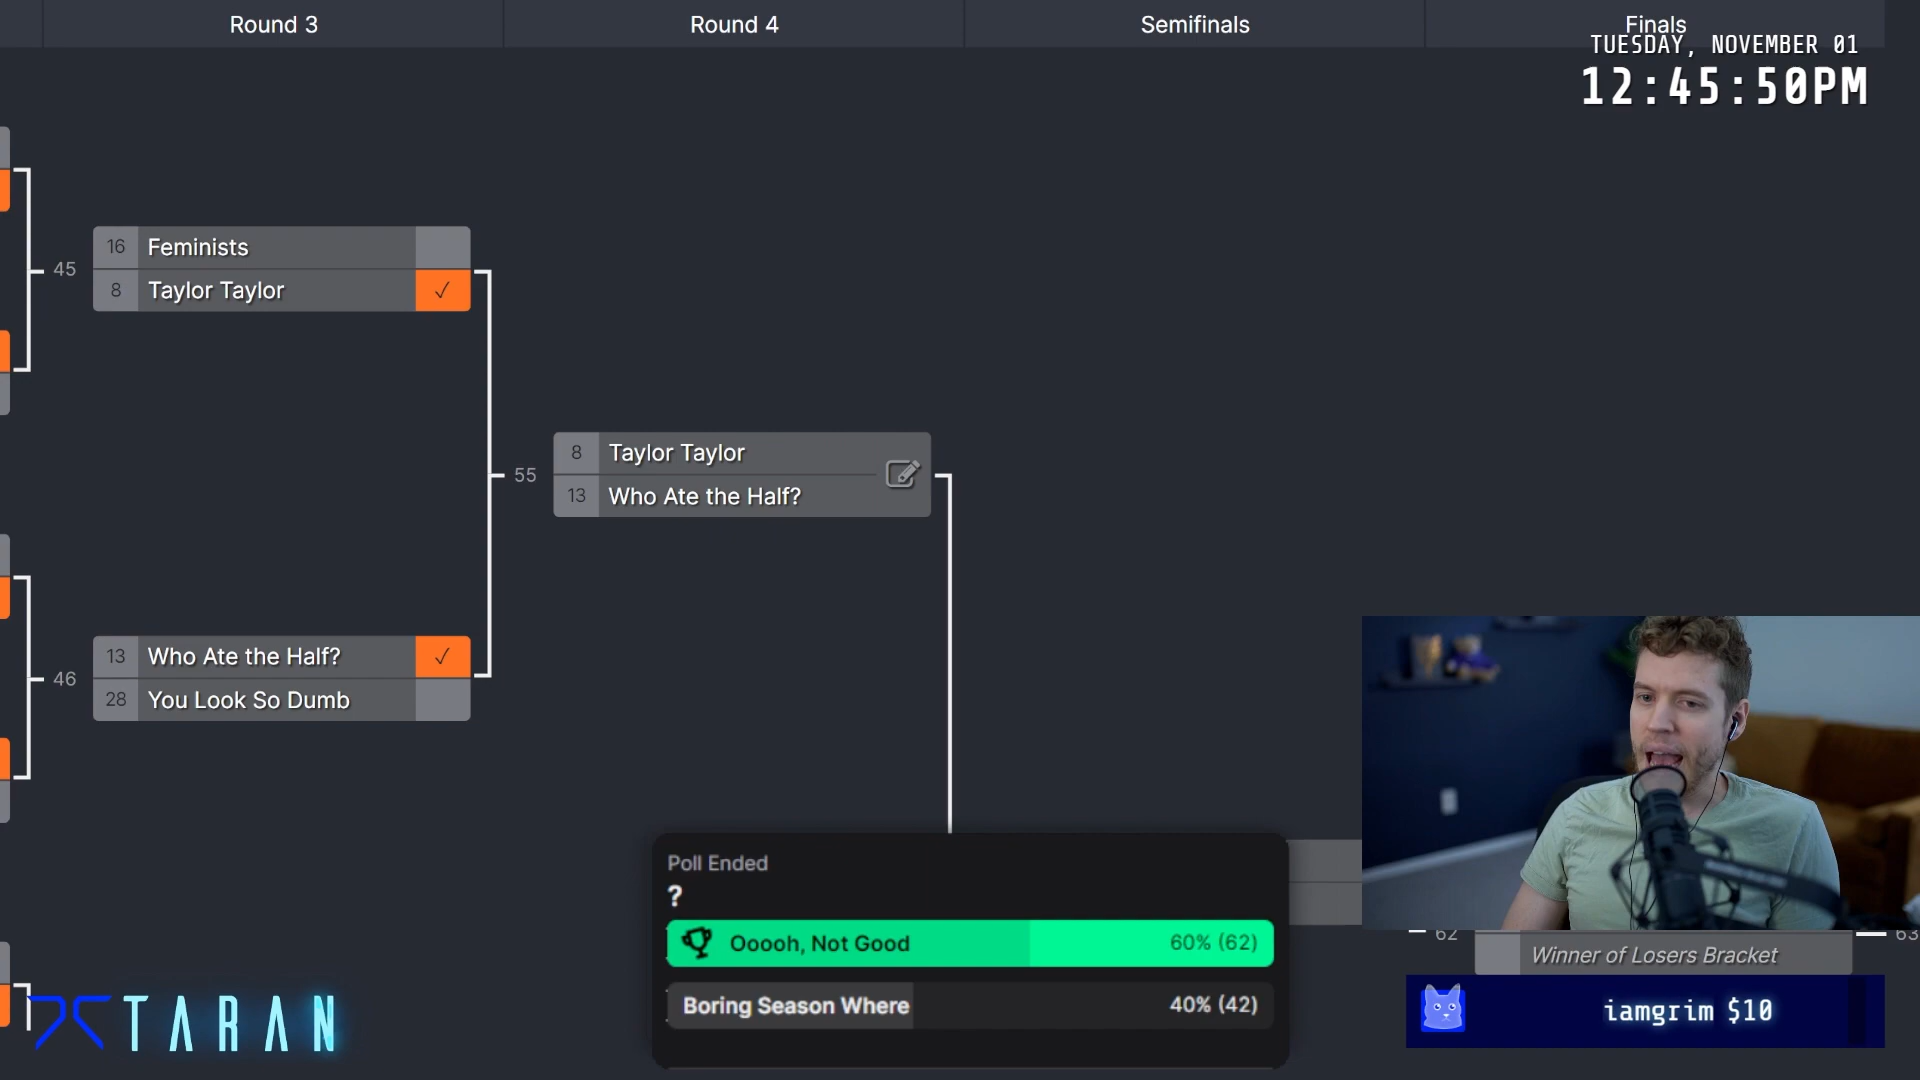 Round 3
Round 4
Semifinals
Finals
TUESDAY, NOVEMBER 01
12:45:50PM
45
16 Feminists
8 Taylor Taylor ✓
55
8 Taylor Taylor
13 Who Ate the Half?
46
13 Who Ate the Half? ✓
28 You Look So Dumb
Poll Ended
?
Ooooh, Not Good 60% (62)
Boring Season Where 40% (42)
62
63
Winner of Losers Bracket
TARAN
iamgrim $10